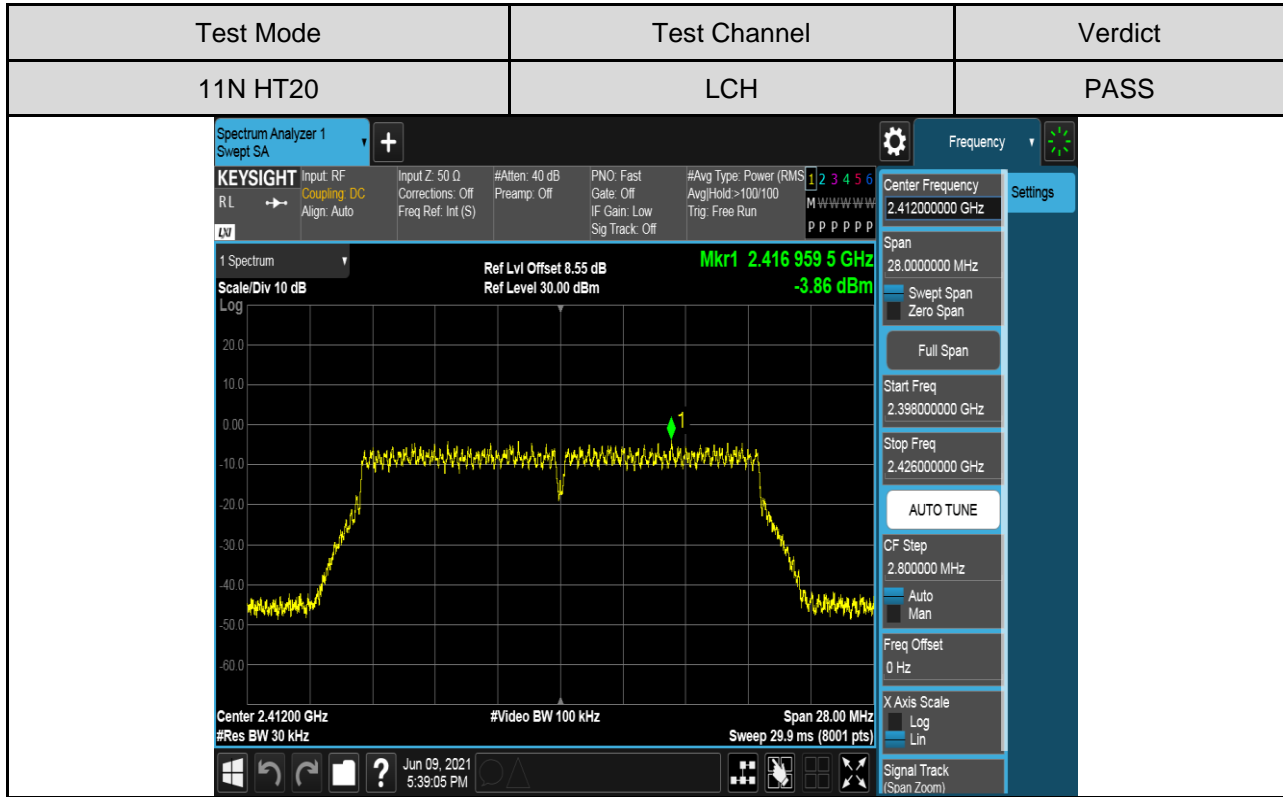 Test Mode Test Channel Verdict
11N HT20 LCH PASS
Spectrum Analyzer 1
Swept SA
+
Frequency
KEYSIGHT
RL
LXI
Input: RF
Coupling: DC
Align: Auto
Input Z: 50 Ω
Corrections: Off
Freq Ref: Int (S)
#Atten: 40 dB
Preamp: Off
PNO: Fast
Gate: Off
IF Gain: Low
Sig Track: Off
#Avg Type: Power (RMS
Avg|Hold:>100/100
Trig: Free Run
1 2 3 4 5 6
M W W W W W
P P P P P P
1 Spectrum
Scale/Div 10 dB
Log
Ref Lvl Offset 8.55 dB
Ref Level 30.00 dBm
Mkr1 2.416 959 5 GHz
-3.86 dBm
20.0
10.0
0.00
-10.0
-20.0
-30.0
-40.0
-50.0
-60.0
1
Center 2.41200 GHz
#Res BW 30 kHz
#Video BW 100 kHz
Span 28.00 MHz
Sweep 29.9 ms (8001 pts)
?
Jun 09, 2021
5:39:05 PM
Center Frequency
2.412000000 GHz
Settings
Span
28.0000000 MHz
Swept Span
Zero Span
Full Span
Start Freq
2.398000000 GHz
Stop Freq
2.426000000 GHz
AUTO TUNE
CF Step
2.800000 MHz
Auto
Man
Freq Offset
0 Hz
X Axis Scale
Log
Lin
Signal Track
(Span Zoom)